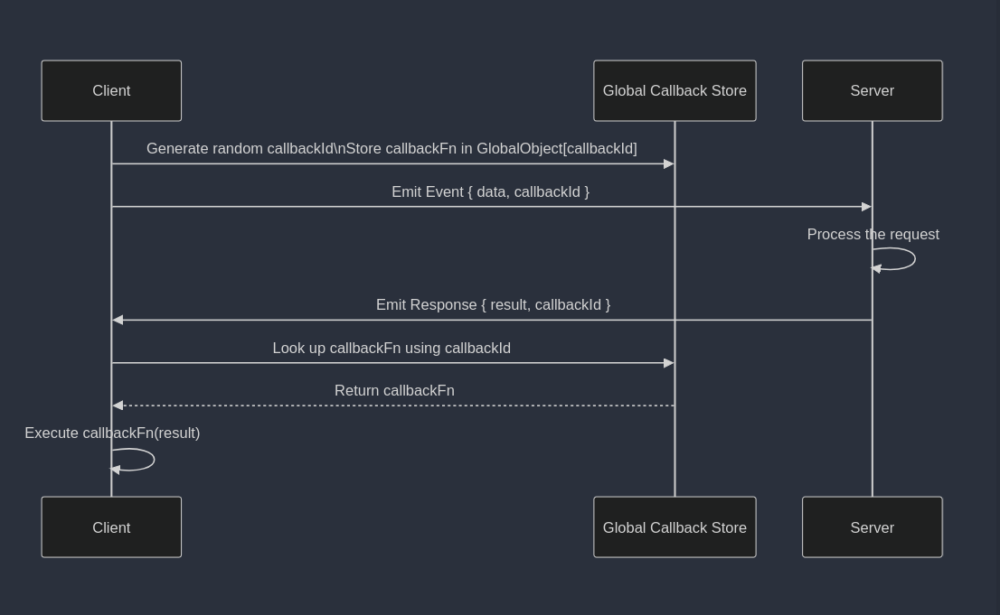 Client
Global Callback Store
Server
Generate random callbackId\nStore callbackFn in GlobalObject[callbackId]
Emit Event { data, callbackId }
Process the request
Emit Response { result, callbackId }
Look up callbackFn using callbackId
Return callbackFn
Execute callbackFn(result)
Client
Global Callback Store
Server